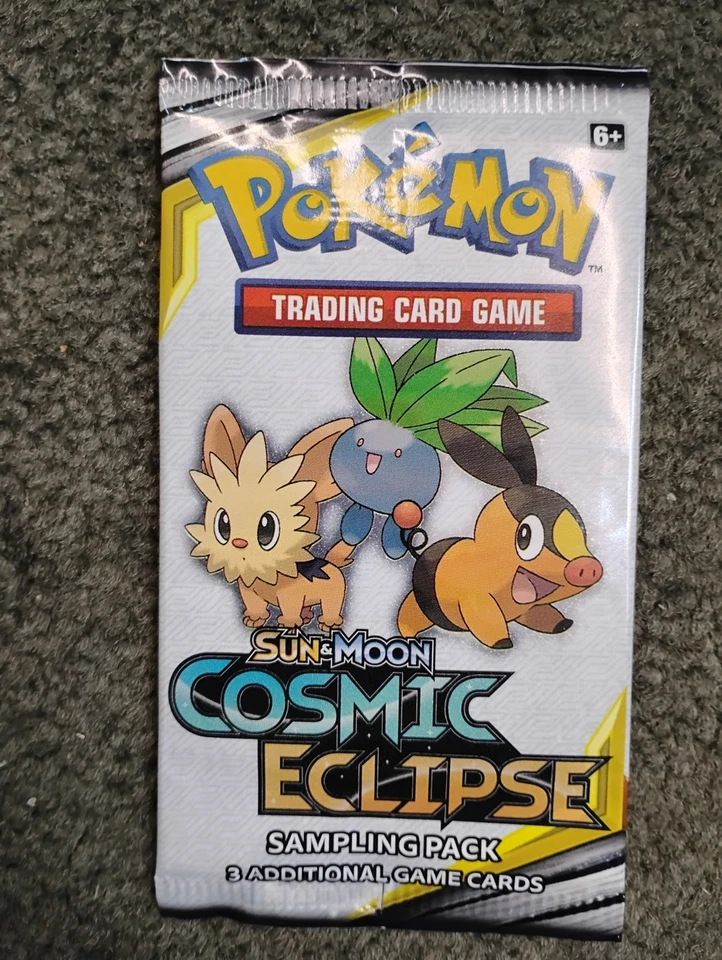 6+
POKéMON
TM
TRADING CARD GAME
SUN & MOON
COSMIC
ECLIPSE
SAMPLING PACK
3 ADDITIONAL GAME CARDS